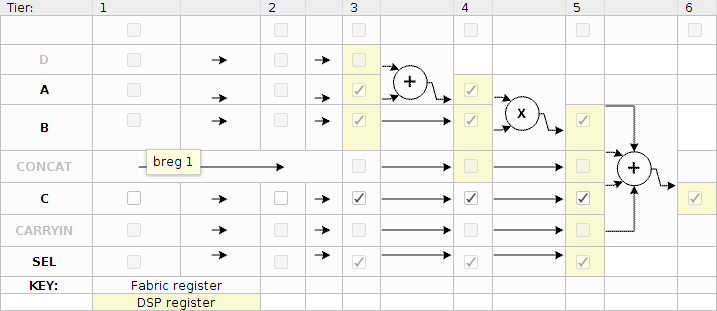 Tier: 1 2 3 4 5 6
D
A
+
B
X
CONCAT
breg 1
+
C
CARRYIN
SEL
KEY: Fabric register
DSP register